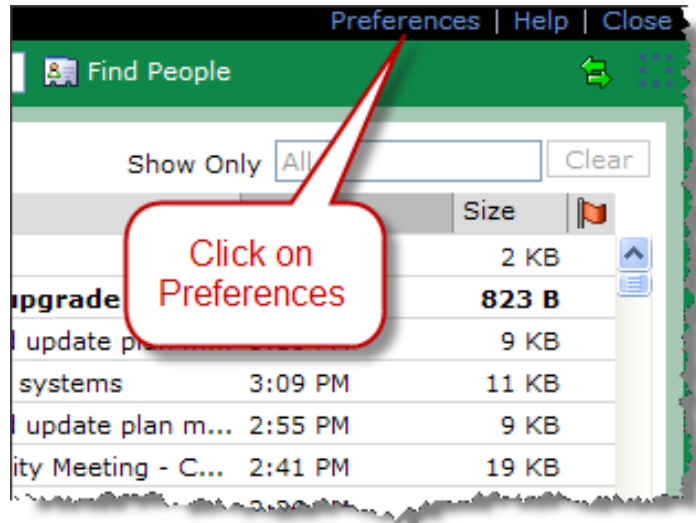 Preferences | Help | Close
Find People
Show Only All Clear
Size
Click on
Preferences
2 KB
upgrade 823 B
update plan m... 9 KB
systems 3:09 PM 11 KB
update plan m... 2:55 PM 9 KB
ity Meeting - C... 2:41 PM 19 KB